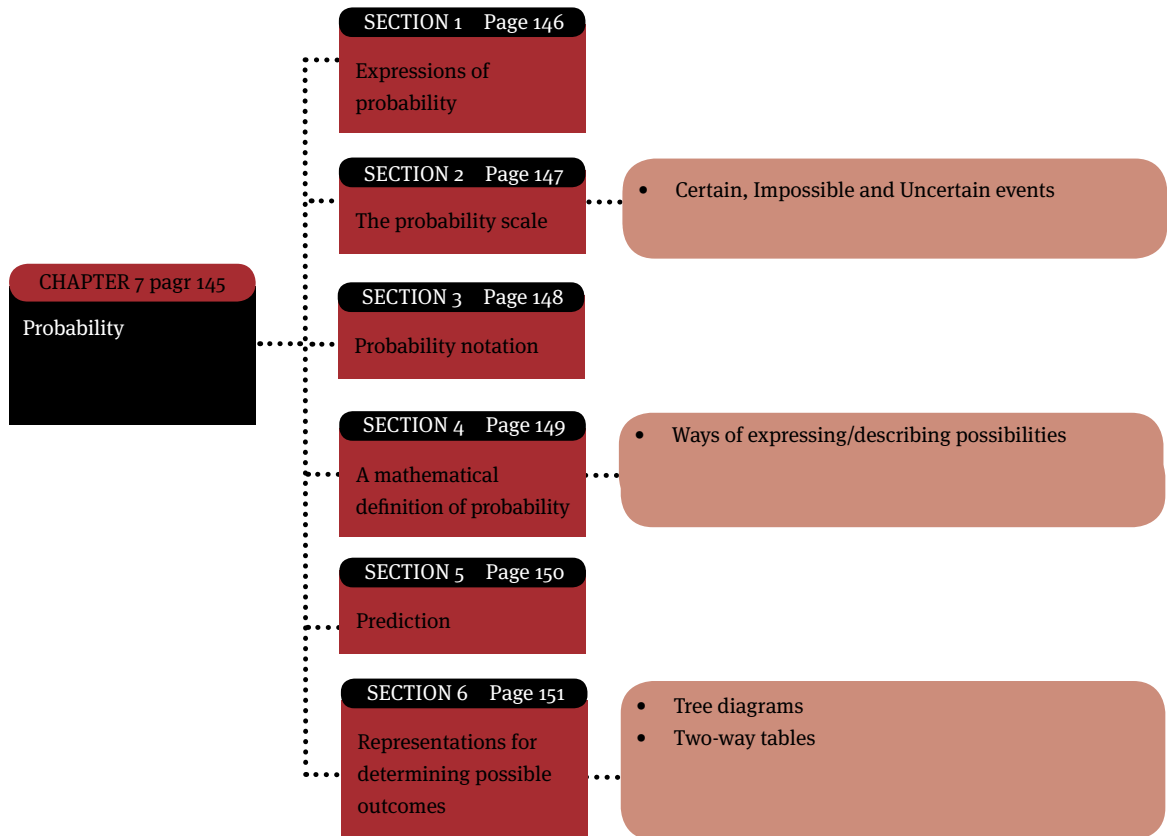 SECTION 1 Page 146
Expressions of
probability
SECTION 2 Page 147
The probability scale
• Certain, Impossible and Uncertain events
CHAPTER 7 pagr 145
Probability
SECTION 3 Page 148
Probability notation
SECTION 4 Page 149
A mathematical
definition of probability
• Ways of expressing/describing possibilities
SECTION 5 Page 150
Prediction
SECTION 6 Page 151
Representations for
determining possible
outcomes
• Tree diagrams
• Two-way tables